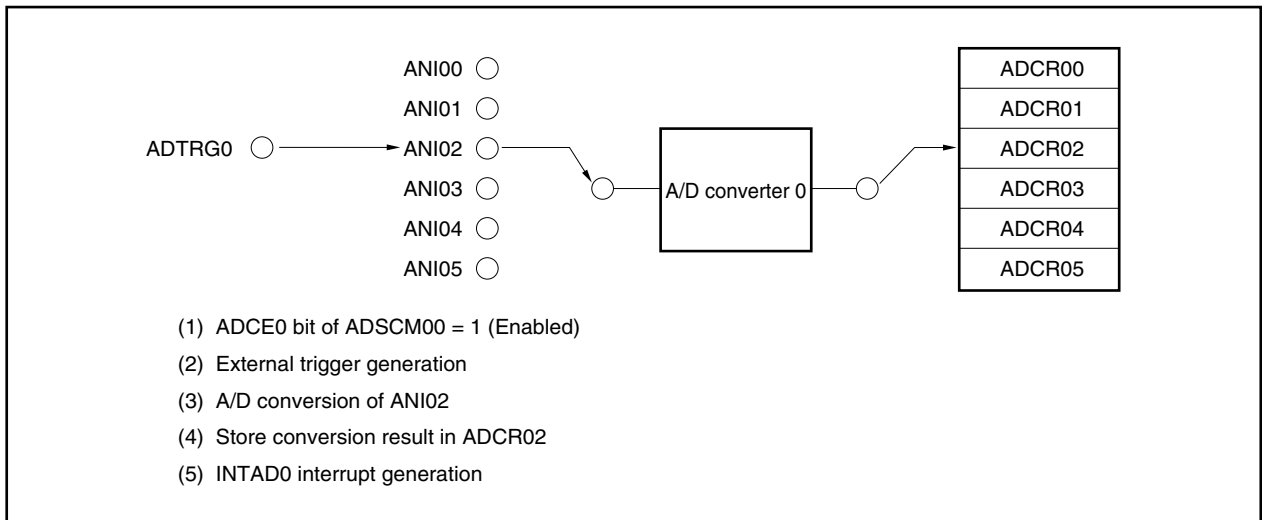 ANI00
ANI01
ADTRG0 ANI02
ANI03
ANI04
ANI05
A/D converter 0
ADCR00
ADCR01
ADCR02
ADCR03
ADCR04
ADCR05
(1) ADCE0 bit of ADSCM00 = 1 (Enabled)
(2) External trigger generation
(3) A/D conversion of ANI02
(4) Store conversion result in ADCR02
(5) INTAD0 interrupt generation